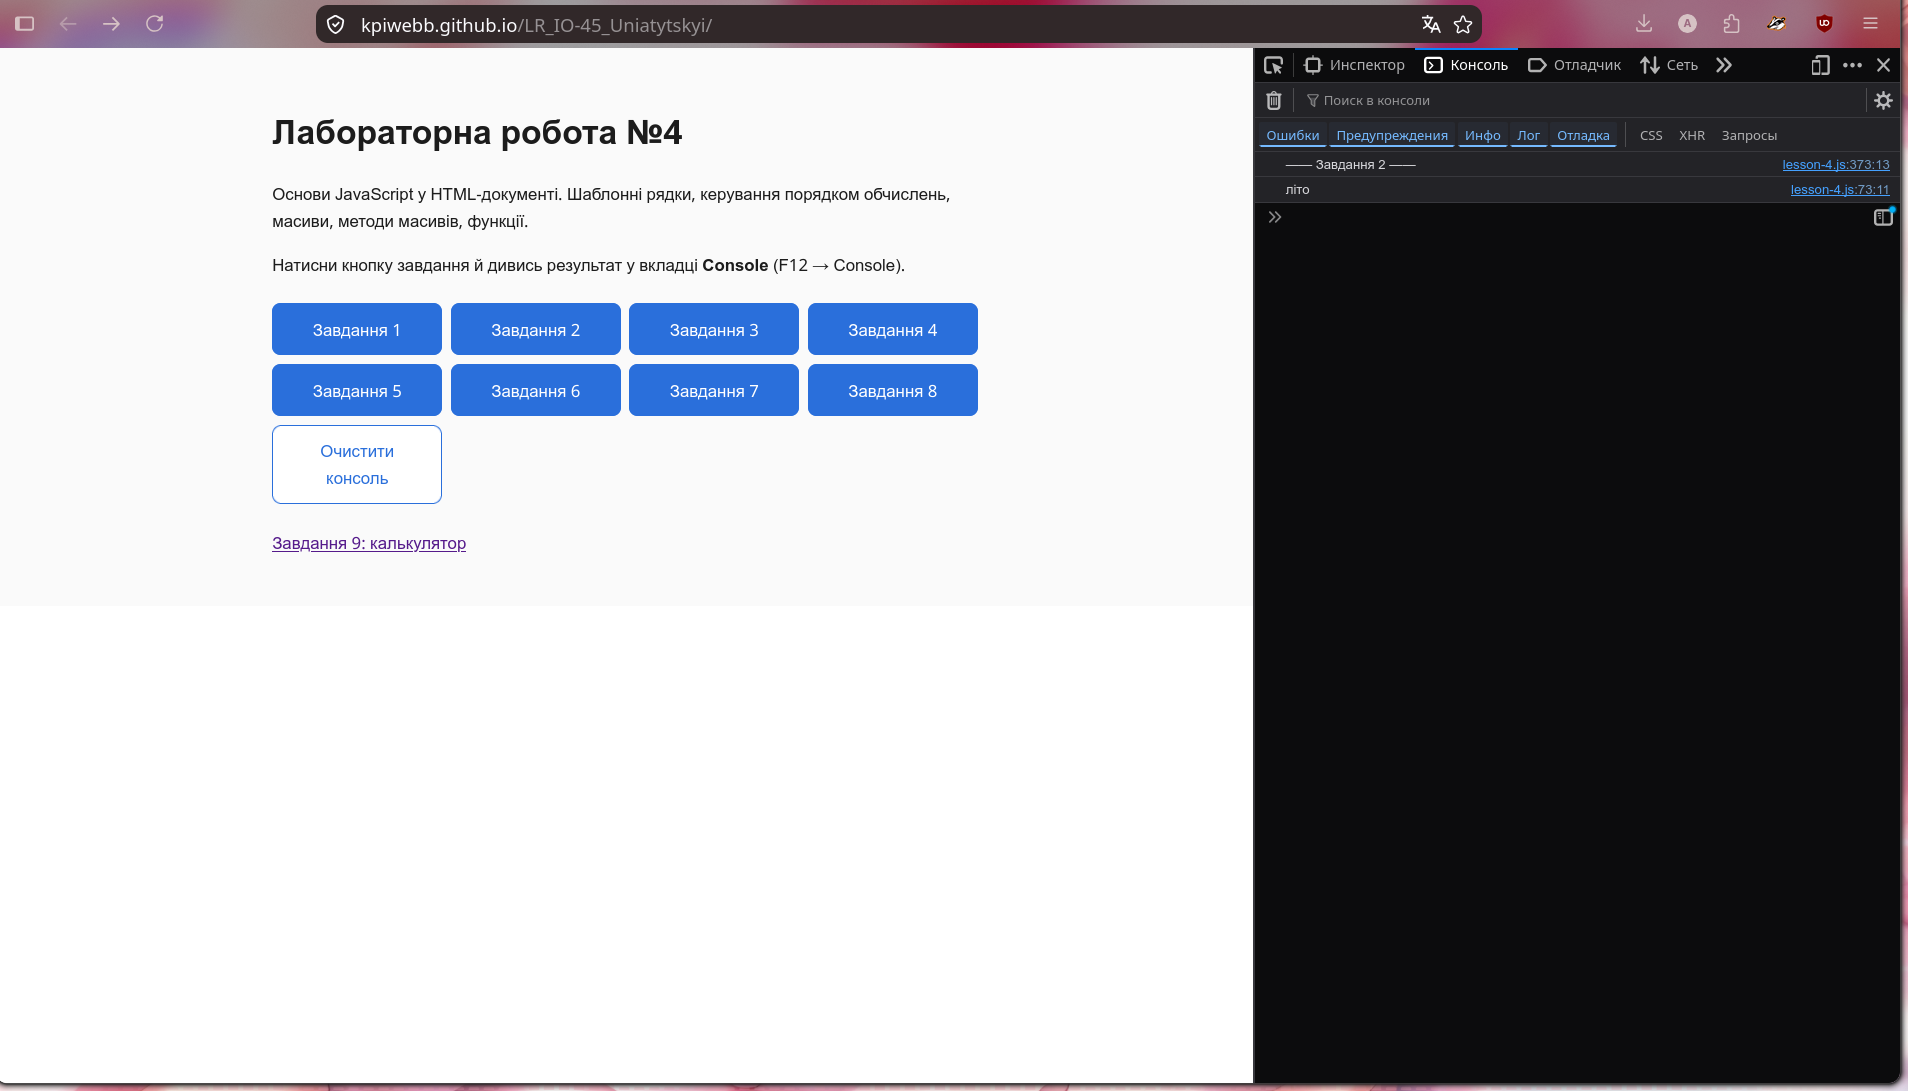 kpiwebb.github.io/LR_IO-45_Uniatytskyi/
A
Инспектор Консоль Отладчик Сеть
Поиск в консоли
Ошибки Предупреждения Инфо Лог Отладка CSS XHR Запросы
—— Завдання 2 —— lesson-4.js:373:13
літо lesson-4.js:73:11
Лабораторна робота №4
Основи JavaScript у HTML-документі. Шаблонні рядки, керування порядком обчислень,
масиви, методи масивів, функції.
Натисни кнопку завдання й дивись результат у вкладці Console (F12 → Console).
Завдання 1 Завдання 2 Завдання 3 Завдання 4
Завдання 5 Завдання 6 Завдання 7 Завдання 8
Очистити
консоль
Завдання 9: калькулятор